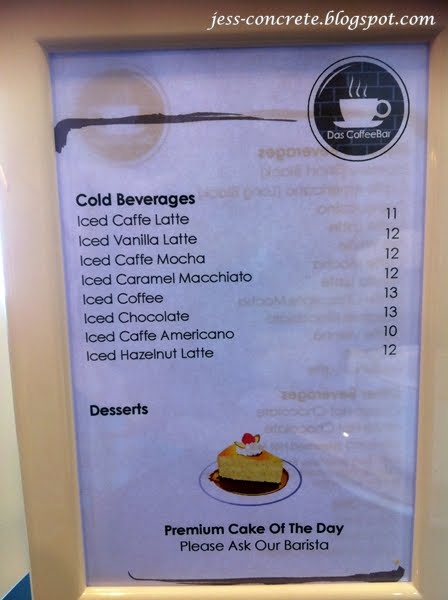 jess-concrete.blogspot.com
Das CoffeeBar
Cold Beverages
Iced Caffe Latte 11
Iced Vanilla Latte 12
Iced Caffe Mocha 12
Iced Caramel Macchiato 12
Iced Coffee 13
Iced Chocolate 13
Iced Caffe Americano 10
Iced Hazelnut Latte 12
Desserts
Premium Cake Of The Day
Please Ask Our Barista